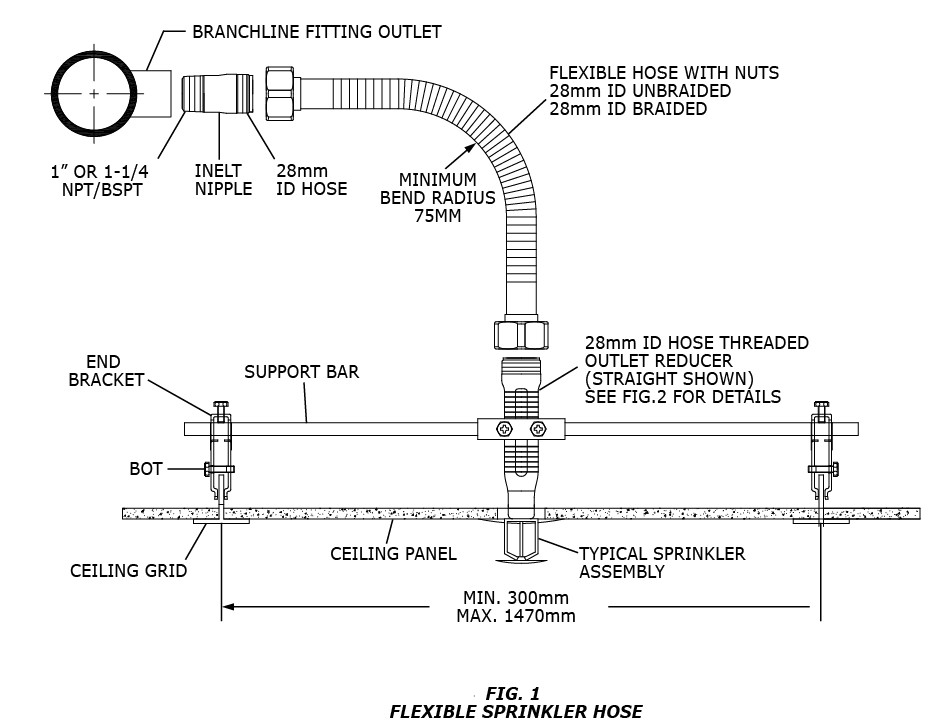 BRANCHLINE FITTING OUTLET
FLEXIBLE HOSE WITH NUTS
28mm ID UNBRAIDED
28mm ID BRAIDED
1” OR 1-1/4
NPT/BSPT
INELT
NIPPLE
28mm
ID HOSE
MINIMUM
BEND RADIUS
75MM
28mm ID HOSE THREADED
OUTLET REDUCER
(STRAIGHT SHOWN)
SEE FIG.2 FOR DETAILS
END
BRACKET
SUPPORT BAR
BOT
CEILING PANEL
TYPICAL SPRINKLER
ASSEMBLY
CEILING GRID
MIN. 300mm
MAX. 1470mm
FIG. 1
FLEXIBLE SPRINKLER HOSE